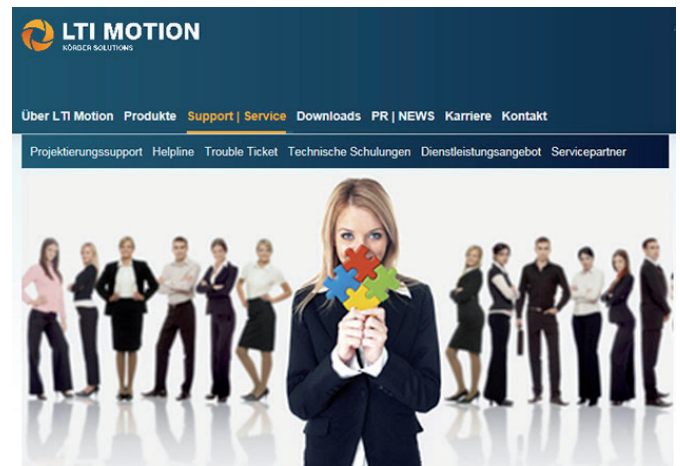 LTI MOTION
KÖRGER SOLUTIONS
Über LTI Motion Produkte Support | Service Downloads PR | NEWS Karriere Kontakt
Projektierungssupport Helpline Trouble Ticket Technische Schulungen Dienstleistungsangebot Servicepartner